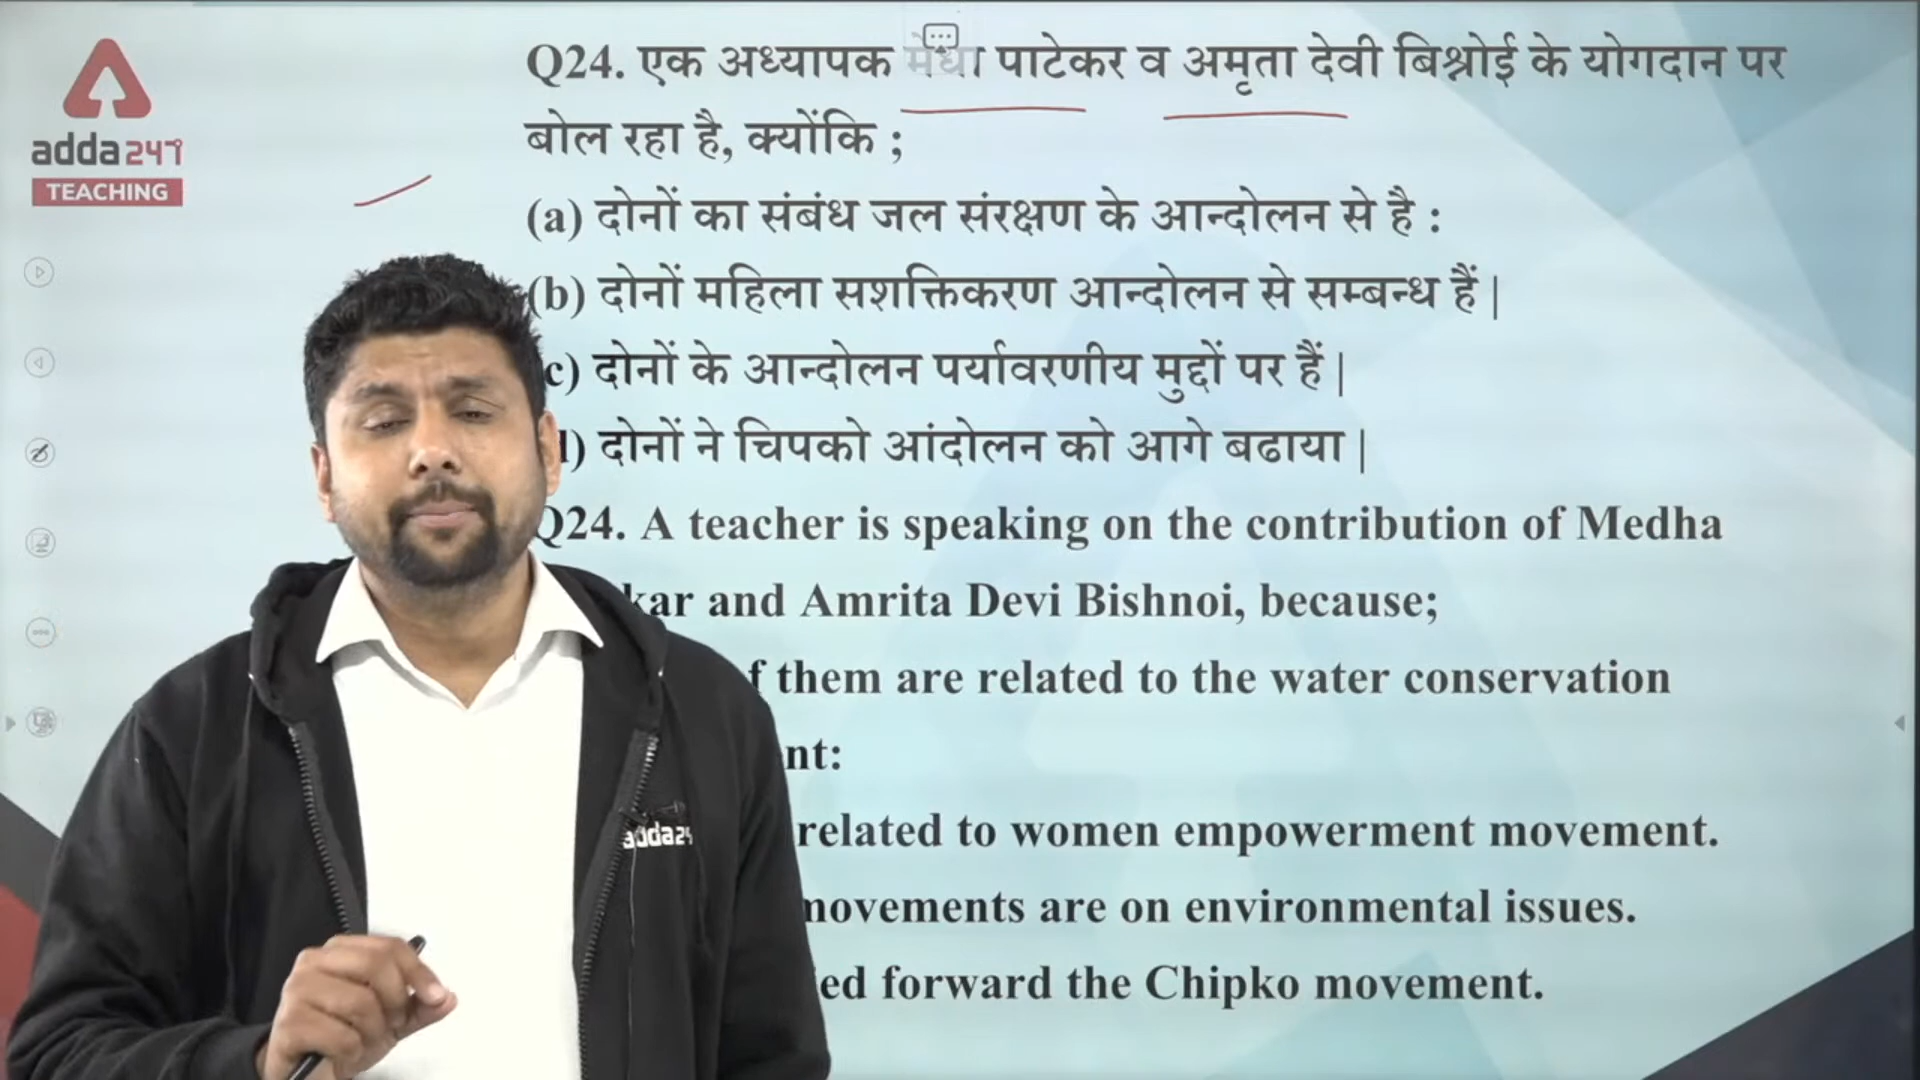 adda247
TEACHING
Q24. एक अध्यापक मेधा पाटेकर व अमृता देवी बिश्नोई के योगदान पर
बोल रहा है, क्योंकि ;
(a) दोनों का संबंध जल संरक्षण के आन्दोलन से है :
(b) दोनों महिला सशक्तिकरण आन्दोलन से सम्बन्ध हैं |
c) दोनों के आन्दोलन पर्यावरणीय मुद्दों पर हैं |
d) दोनों ने चिपको आंदोलन को आगे बढाया |
Q24. A teacher is speaking on the contribution of Medha
kar and Amrita Devi Bishnoi, because;
f them are related to the water conservation
nt:
related to women empowerment movement.
movements are on environmental issues.
ied forward the Chipko movement.
adda24